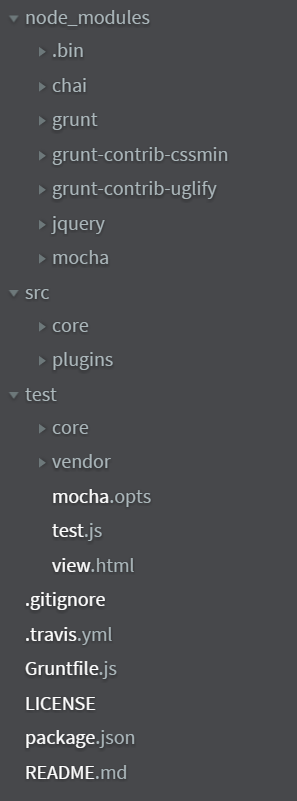 node_modules
.bin
chai
grunt
grunt-contrib-cssmin
grunt-contrib-uglify
jquery
mocha
src
core
plugins
test
core
vendor
mocha.opts
test.js
view.html
.gitignore
.travis.yml
Gruntfile.js
LICENSE
package.json
README.md